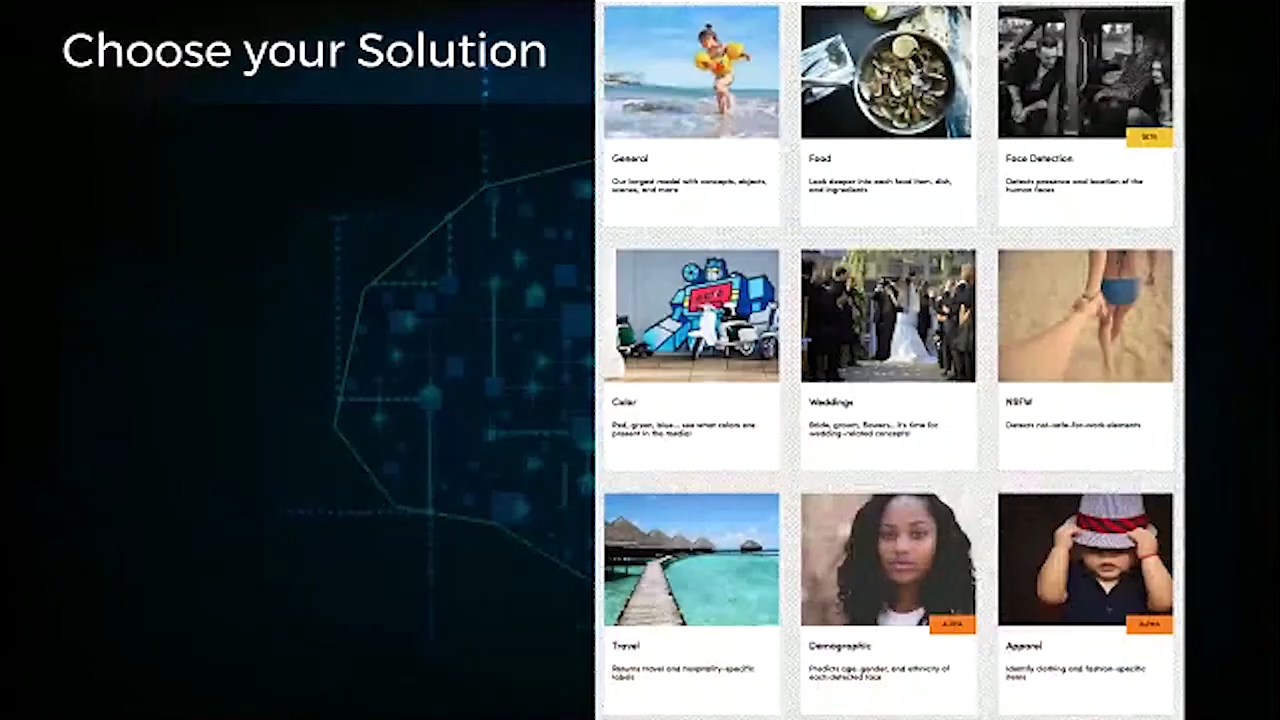 Choose your Solution
General
Our largest model with concepts, objects,
scenes, and more
Food
Look deeper into each food item, dish,
and ingredients
BETA
Face Detection
Detects presence and location of the
human faces
Color
Red, green, blue... see what colors are
present in the media!
Weddings
Bride, groom, flowers... it's time for
wedding-related concepts!
NSFW
Detects not-safe-for-work elements
Travel
Returns travel and hospitality-specific
labels
ALPHA
Demographic
Predicts age, gender, and ethnicity of
each detected face
ALPHA
Apparel
Identify clothing and fashion-specific
items